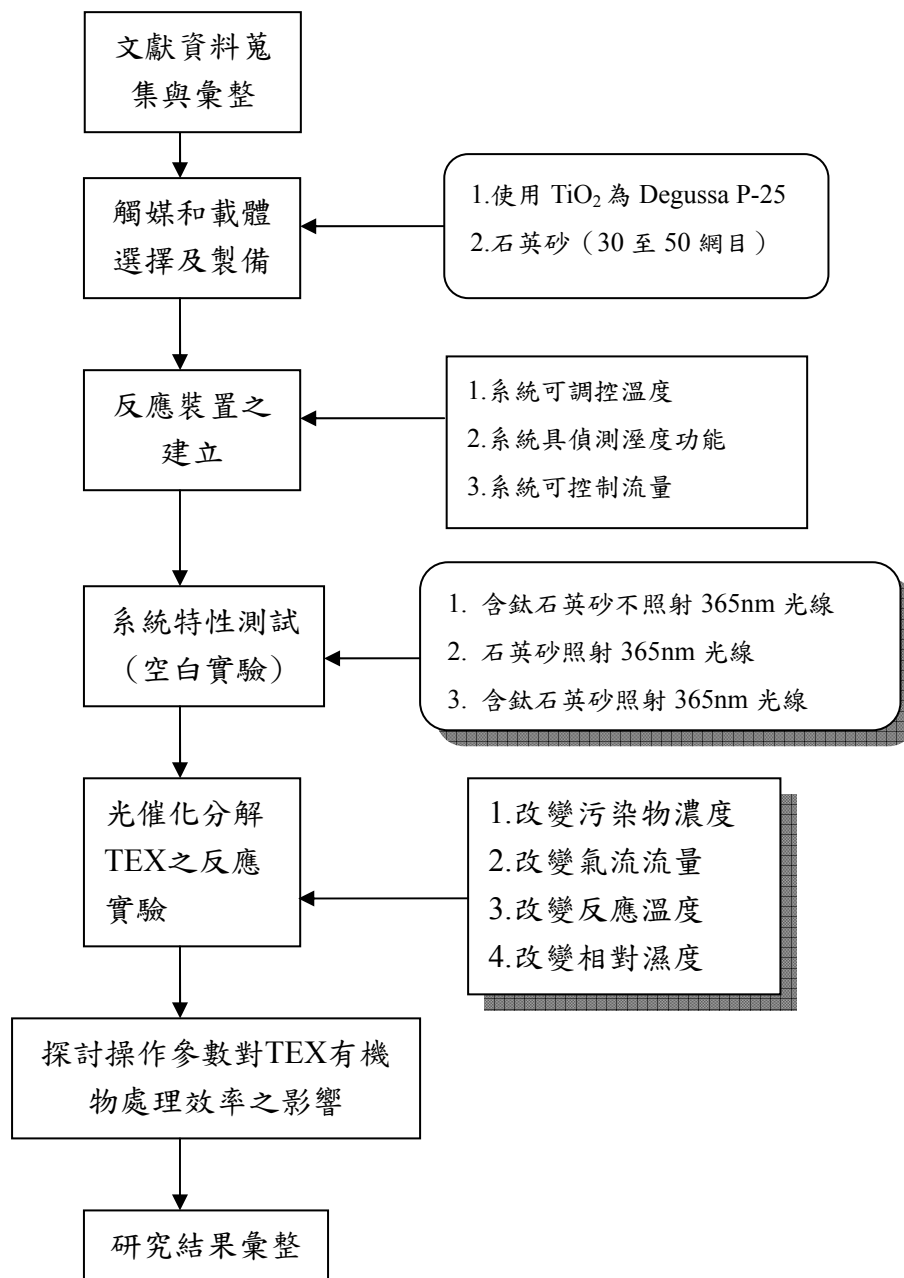 文獻資料蒐
集與彙整
觸媒和載體
選擇及製備
1.使用 TiO₂ 為 Degussa P-25
2.石英砂（30 至 50 網目）
反應裝置之
建立
1.系統可調控溫度
2.系統具偵測溼度功能
3.系統可控制流量
系統特性測試
（空白實驗）
1. 含鈦石英砂不照射 365nm 光線
2. 石英砂照射 365nm 光線
3. 含鈦石英砂照射 365nm 光線
光催化分解
TEX之反應
實驗
1.改變污染物濃度
2.改變氣流流量
3.改變反應溫度
4.改變相對濕度
探討操作參數對TEX有機
物處理效率之影響
研究結果彙整